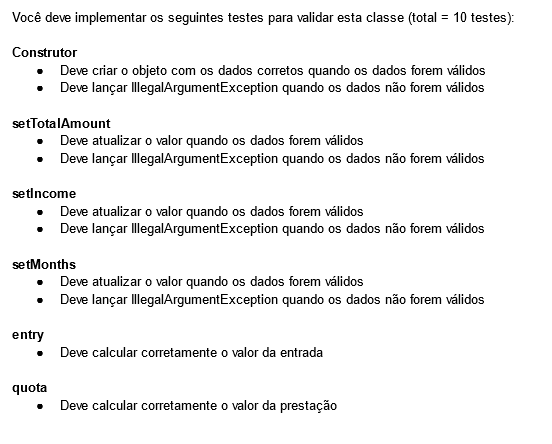 Você deve implementar os seguintes testes para validar esta classe (total = 10 testes):
Construtor
● Deve criar o objeto com os dados corretos quando os dados forem válidos
● Deve lançar IllegalArgumentException quando os dados não forem válidos
setTotalAmount
● Deve atualizar o valor quando os dados forem válidos
● Deve lançar IllegalArgumentException quando os dados não forem válidos
setIncome
● Deve atualizar o valor quando os dados forem válidos
● Deve lançar IllegalArgumentException quando os dados não forem válidos
setMonths
● Deve atualizar o valor quando os dados forem válidos
● Deve lançar IllegalArgumentException quando os dados não forem válidos
entry
● Deve calcular corretamente o valor da entrada
quota
● Deve calcular corretamente o valor da prestação